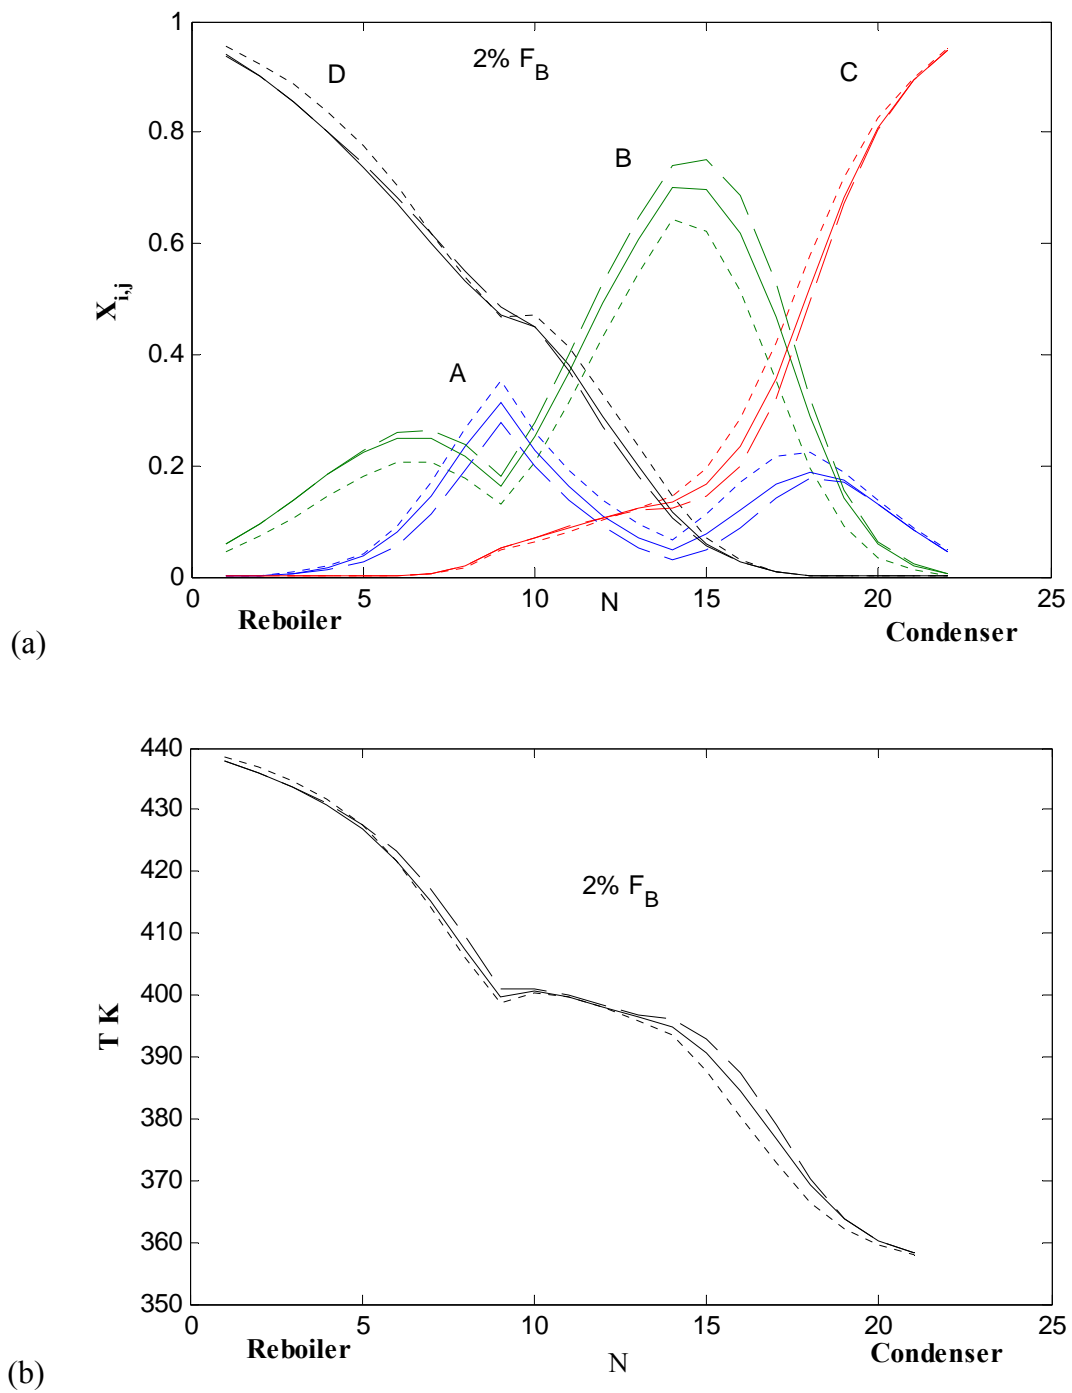 1
2% F_B
D
C
0.8
B
0.6
X_i,j
0.4
A
0.2
0
0 5 10 N 15 20 25
Reboiler
Condenser
(a)
440
430
420
2% F_B
410
400
T K
390
380
370
360
350
0 5 10 15 20 25
Reboiler
N
Condenser
(b)